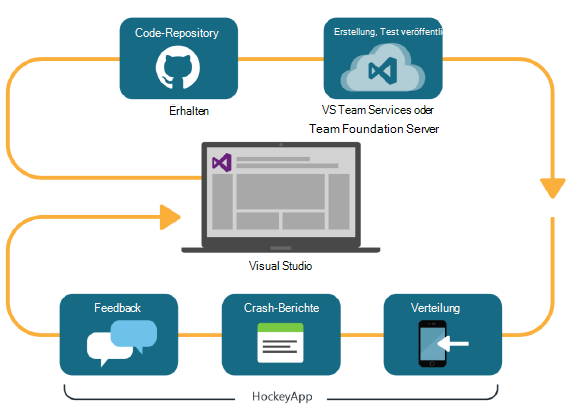 Code-Repository
Erstellung, Test veröffentlic
Erhalten
VS Team Services oder
Team Foundation Server
Visual Studio
Feedback
Crash-Berichte
Verteilung
HockeyApp